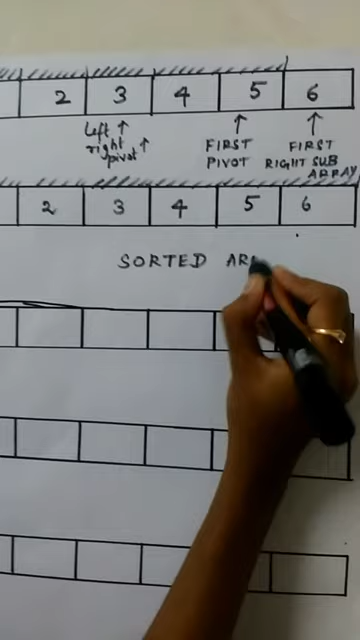 2 3 4 5 6
left ↑
right
pivot ↑
↑
FIRST
PIVOT
↑
FIRST
RIGHT SUB
ARRAY
2 3 4 5 6
SORTED AR